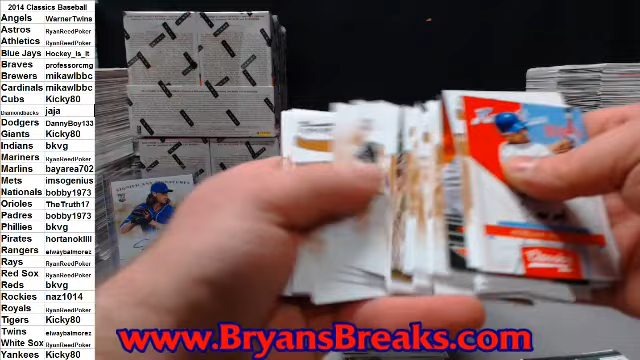 2014 Classics Baseball
Angels WarnerTwins
Astros RyanReedPoker
Athletics RyanReedPoker
Blue Jays Hockey_Is_It
Braves professorcmg
Brewers mikawlbbc
Cardinals mikawlbbc
Cubs Kicky80
Diamondbacks jaja
Dodgers DannyBoy133
Giants Kicky80
Indians bkvg
Mariners RyanReedPoker
Marlins bayarea702
Mets imsogenius
Nationals bobby1973
Orioles TheTruth17
Padres bobby1973
Phillies bkvg
Pirates hortankilll
Rangers elwaybalmorez
Rays RyanReedPoker
Red Sox RyanReedPoker
Reds bkvg
Rockies naz1014
Royals RyanReedPoker
Tigers Kicky80
Twins elwaybalmorez
White Sox RyanReedPoker
Yankees Kicky80
www.BryansBreaks.com